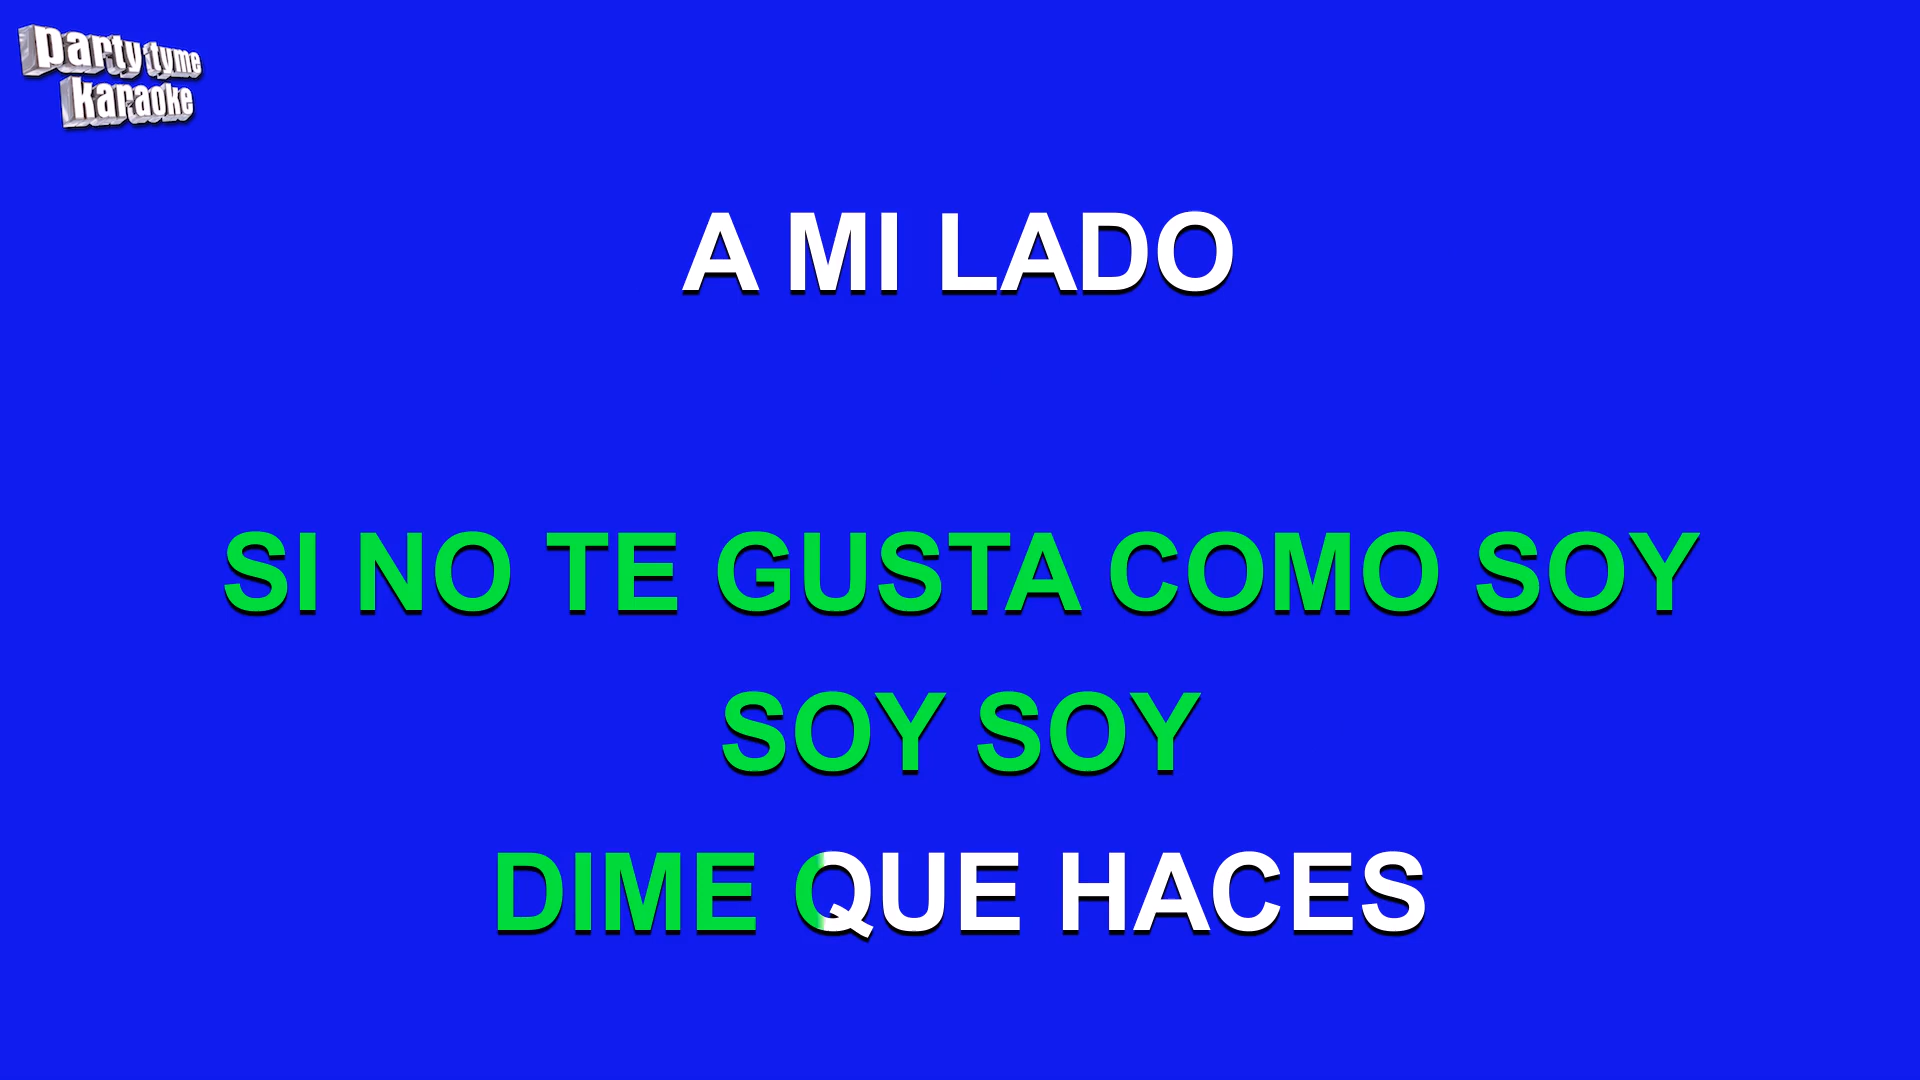 party tyme
karaoke
A MI LADO
SI NO TE GUSTA COMO SOY
SOY SOY
DIME QUE HACES